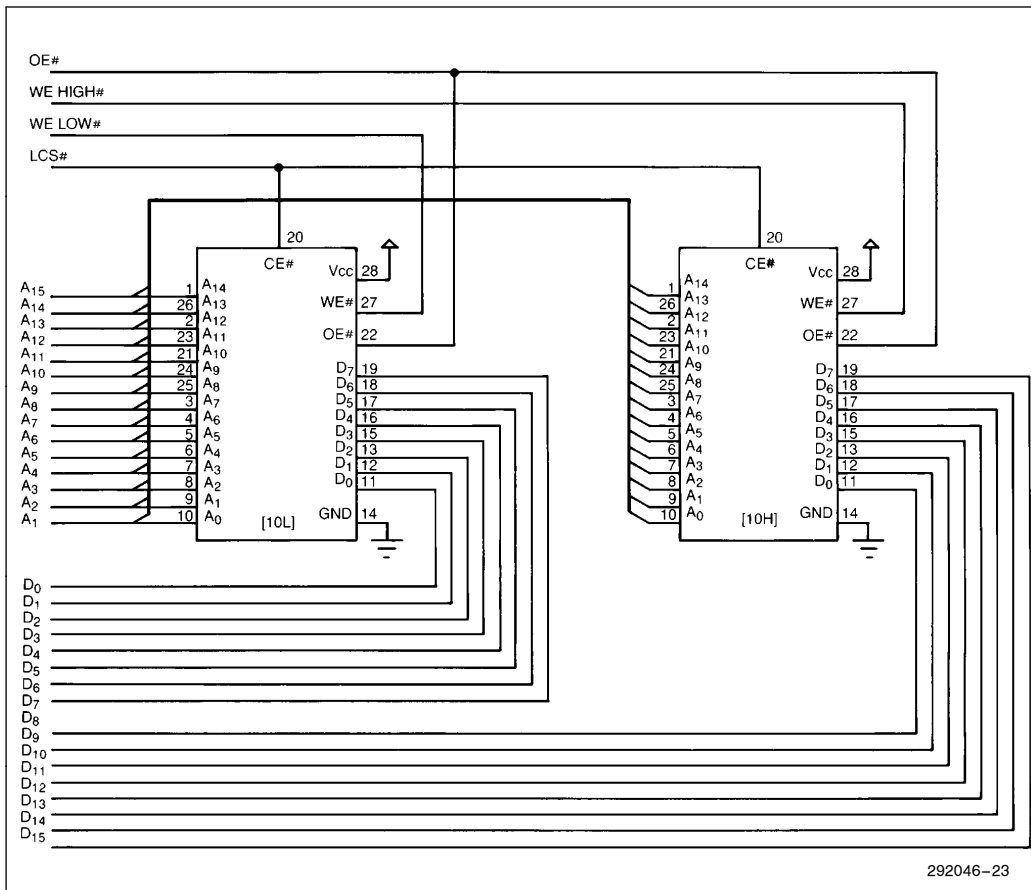 OE#
WE HIGH#
WE LOW#
LCS#
20
CE#
Vcc 28
WE# 27
OE# 22
D7 19
D6 18
D5 17
D4 16
D3 15
D2 13
D1 12
D0 11
GND 14
[10L]
A15 1 A14
A14 26 A13
A13 2 A12
A12 23 A11
A11 21 A10
A10 24 A9
A9 25 A8
A8 3 A7
A7 4 A6
A6 5 A5
A5 6 A4
A4 7 A3
A3 8 A2
A2 9 A1
A1 10 A0
20
CE#
Vcc 28
WE# 27
OE# 22
D7 19
D6 18
D5 17
D4 16
D3 15
D2 13
D1 12
D0 11
GND 14
[10H]
1 A14
26 A13
2 A12
23 A11
21 A10
24 A9
25 A8
3 A7
4 A6
5 A5
6 A4
7 A3
8 A2
9 A1
10 A0
D0
D1
D2
D3
D4
D5
D6
D7
D8
D9
D10
D11
D12
D13
D14
D15
292046–23